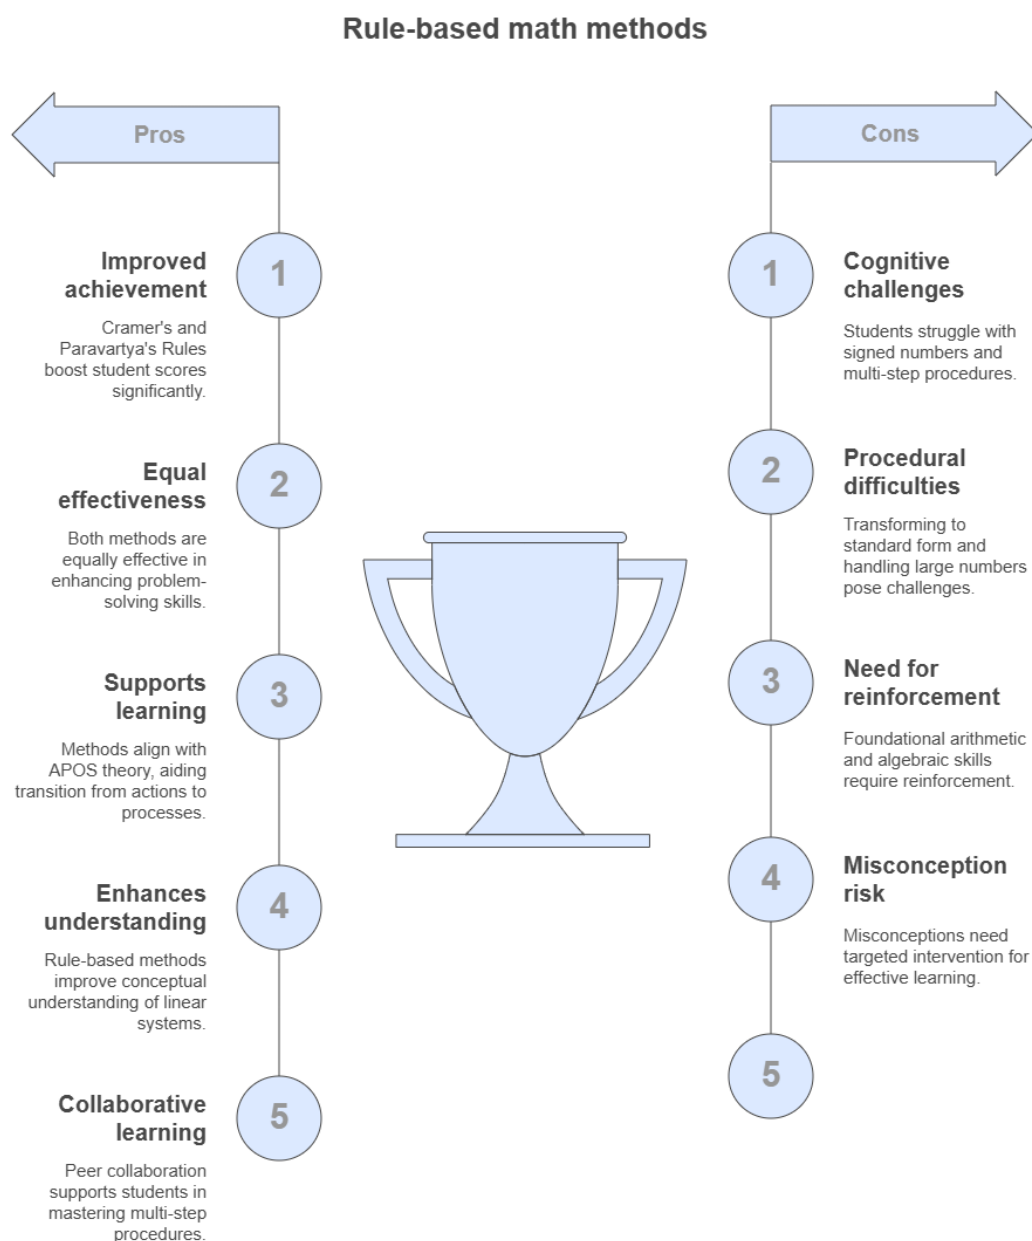 Rule-based math methods
Pros
1
Improved
achievement
Cramer's and
Paravartya's Rules
boost student scores
significantly.
2
Equal
effectiveness
Both methods are
equally effective in
enhancing problem-
solving skills.
3
Supports
learning
Methods align with
APOS theory, aiding
transition from actions to
processes.
4
Enhances
understanding
Rule-based methods
improve conceptual
understanding of linear
systems.
5
Collaborative
learning
Peer collaboration
supports students in
mastering multi-step
procedures.
Cons
1
Cognitive
challenges
Students struggle with
signed numbers and
multi-step procedures.
2
Procedural
difficulties
Transforming to
standard form and
handling large numbers
pose challenges.
3
Need for
reinforcement
Foundational arithmetic
and algebraic skills
require reinforcement.
4
Misconception
risk
Misconceptions need
targeted intervention for
effective learning.
5